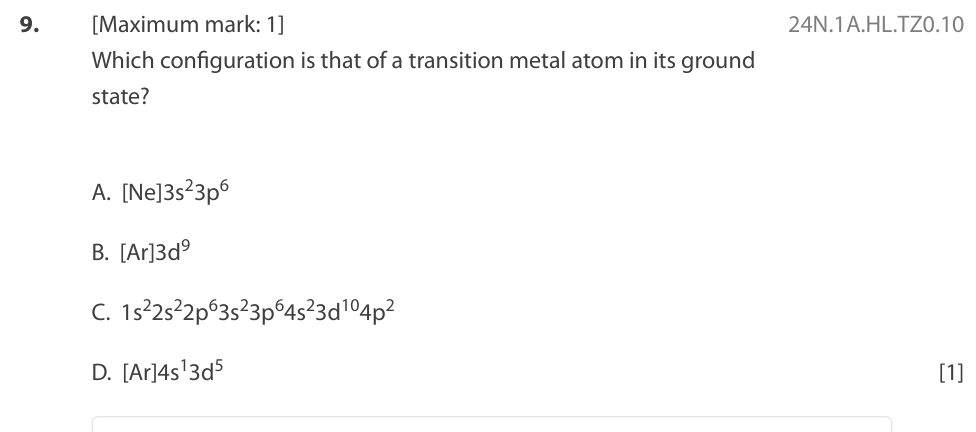 9. [Maximum mark: 1] 24N.1A.HL.TZ0.10
Which configuration is that of a transition metal atom in its ground
state?
A. [Ne]3s²3p⁶
B. [Ar]3d⁹
C. 1s²2s²2p⁶3s²3p⁶4s²3d¹⁰4p²
D. [Ar]4s¹3d⁵ [1]